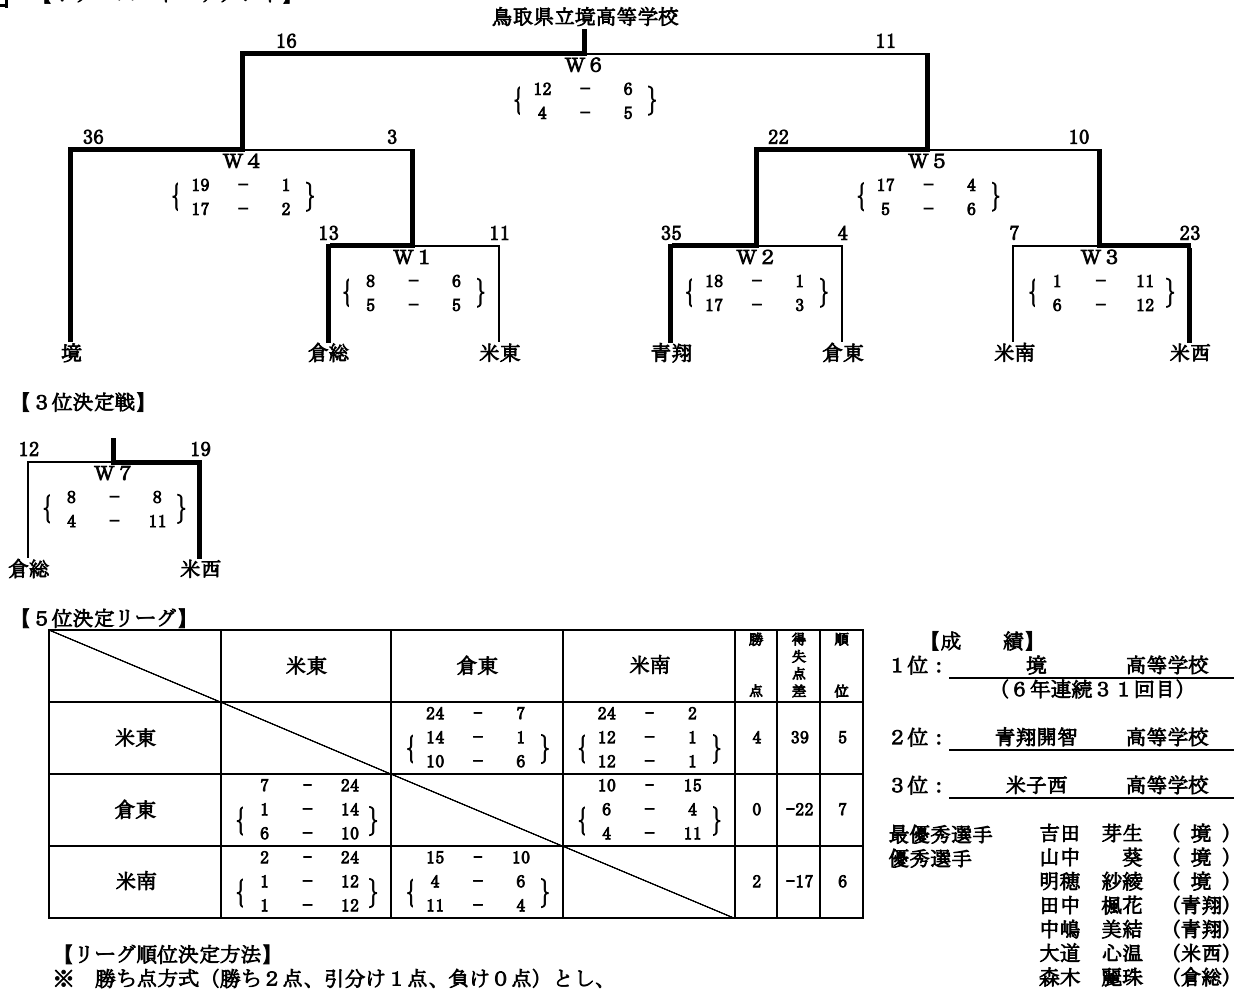 鳥取県立境高等学校
16 11
W6
12 － 6
4 － 5
36 3 22 10
W4 W5
19 － 1 17 － 4
17 － 2 5 － 6
13 11 35 4 7 23
W1 W2 W3
8 － 6 18 － 1 1 － 11
5 － 5 17 － 3 6 － 12
境 倉総 米東 青翔 倉東 米南 米西
【３位決定戦】
12 19
W7
8 － 8
4 － 11
倉総 米西
【５位決定リーグ】
米東 倉東 米南 勝点 得失点差 順位
米東 4 39 5
24 － 7 24 － 2
14 － 1 12 － 1
10 － 6 12 － 1
倉東 0 -22 7
7 － 24 10 － 15
1 － 14 6 － 4
6 － 10 4 － 11
米南 2 -17 6
2 － 24 15 － 10
1 － 12 4 － 6
1 － 12 11 － 4
【成　績】
１位： 境 高等学校
（６年連続３１回目）
２位： 青翔開智 高等学校
３位： 米子西 高等学校
最優秀選手 吉田 芽生 （ 境 ）
優秀選手 山中 葵 （ 境 ）
明穂 紗綾 （ 境 ）
田中 楓花 （青翔）
中嶋 美結 （青翔）
大道 心温 （米西）
森木 麗珠 （倉総）
【リーグ順位決定方法】
※ 勝ち点方式（勝ち２点、引分け１点、負け０点）とし、